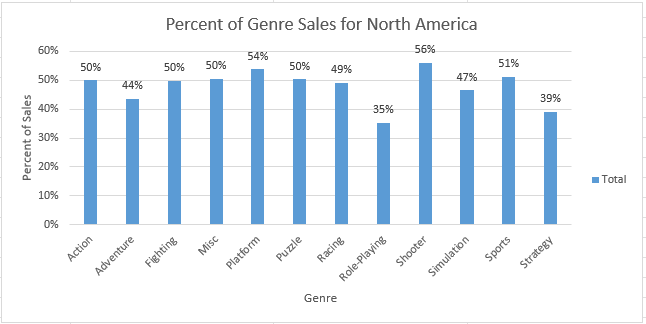 Percent of Genre Sales for North America
60%
50%
40%
30%
20%
10%
0%
Percent of Sales
50%
44%
50%
50%
54%
50%
49%
35%
56%
47%
51%
39%
Action
Adventure
Fighting
Misc
Platform
Puzzle
Racing
Role-Playing
Shooter
Simulation
Sports
Strategy
Genre
Total